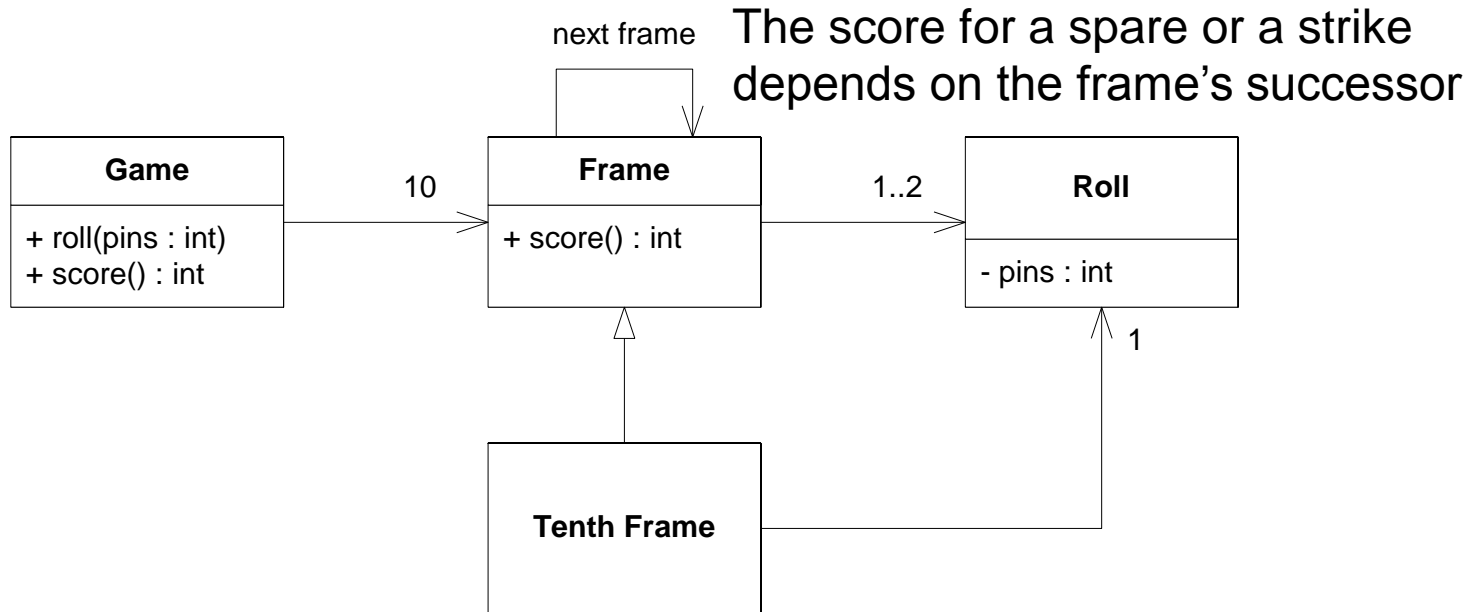 next frame
The score for a spare or a strike
depends on the frame's successor
Game
+ roll(pins : int)
+ score() : int
10
Frame
+ score() : int
1..2
Roll
- pins : int
1
Tenth Frame